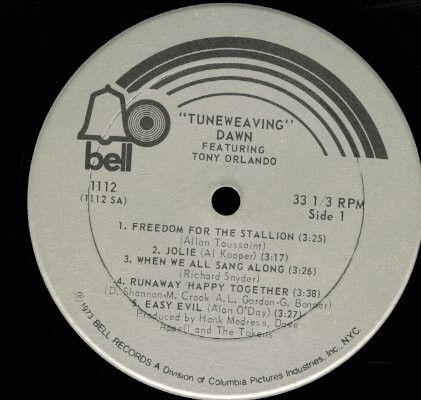 bell
"TUNEWEAVING"
DAWN
FEATURING
TONY ORLANDO
1112
(1112 SA)
33 1/3 RPM
Side 1
1. FREEDOM FOR THE STALLION (3:25)
(Allan Toussaint)
2. JOLIE (Al Kooper) (3:17)
3. WHEN WE ALL SANG ALONG (3:26)
(Richard Snyder)
4. RUNAWAY/HAPPY TOGETHER (3:38)
(D. Shannon-M. Crook A.L. Gordon-G. Bonner)
5. EASY EVIL (Alan O'Day) (3:27)
Produced by Hank Medress, Dave
Appell and The Tokens
℗ 1973 BELL RECORDS A Division of Columbia Pictures Industries, Inc., N.Y.C.